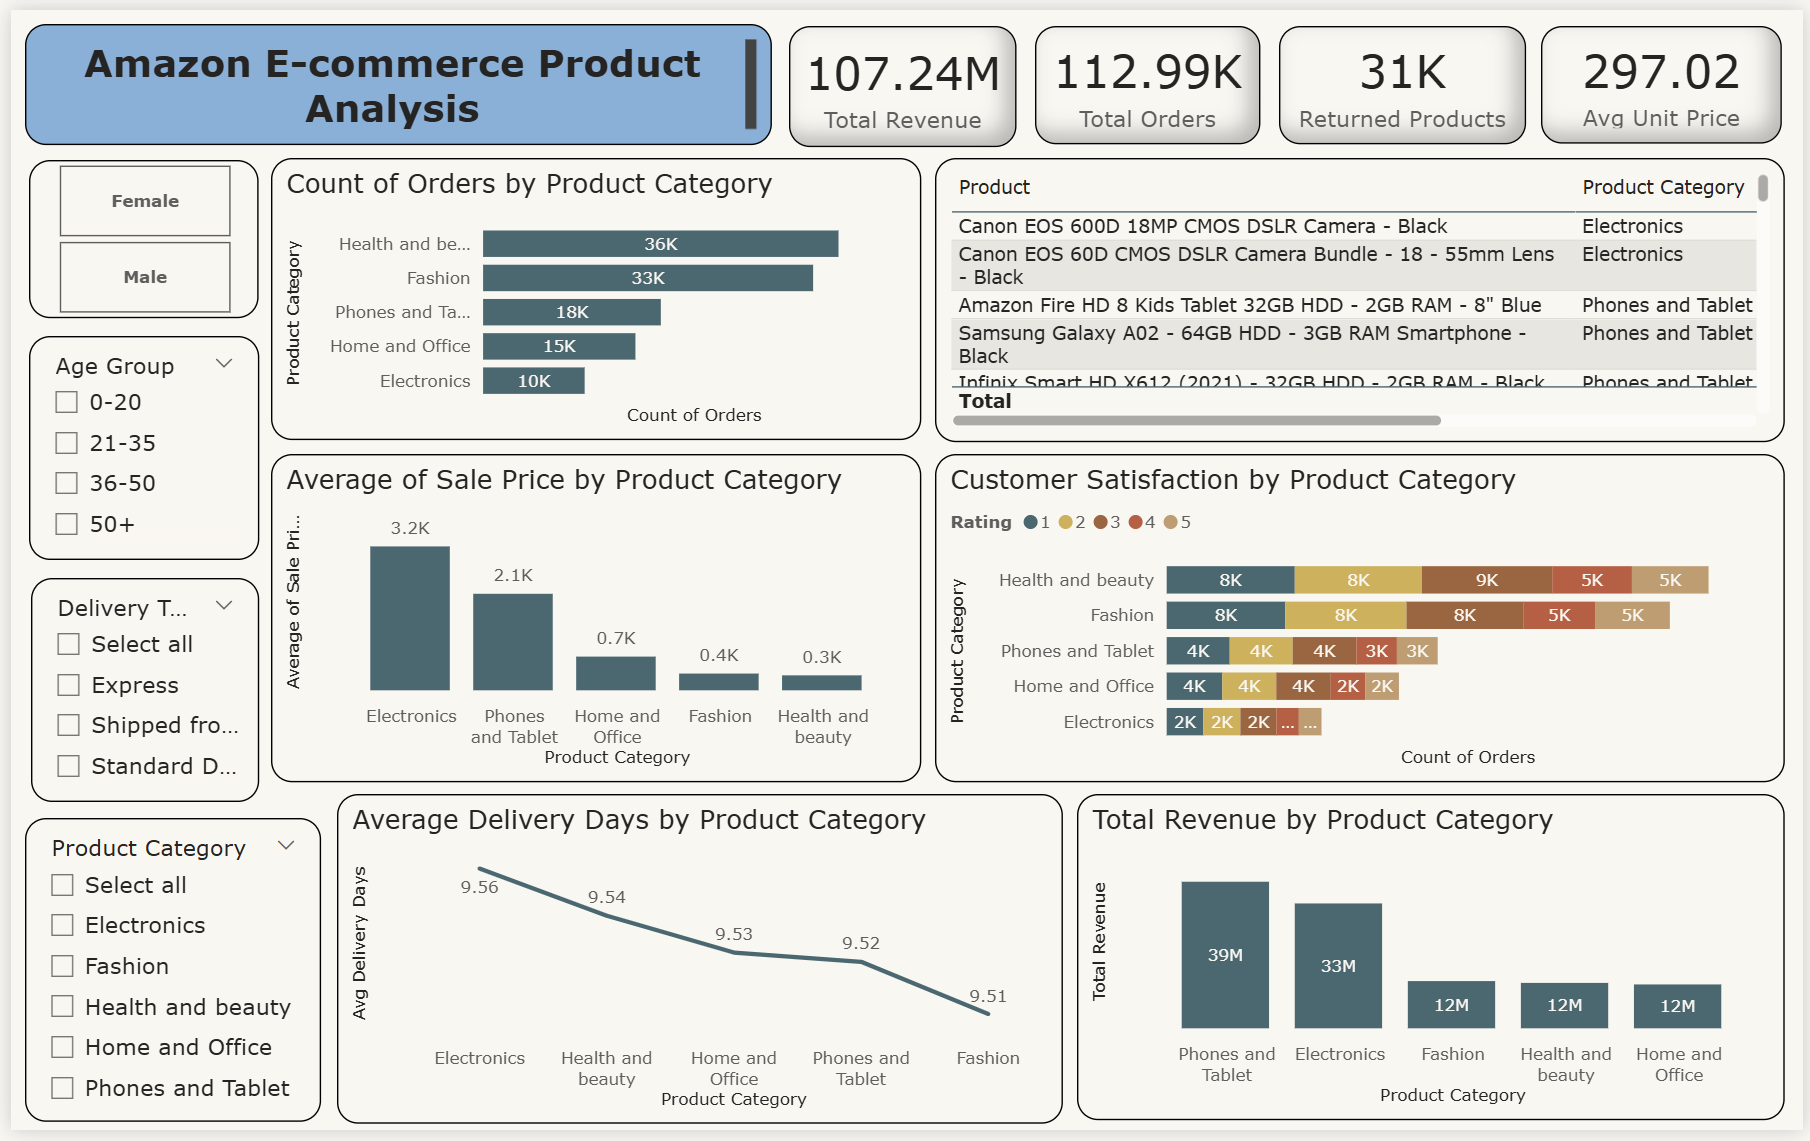 Amazon E-commerce Product
Analysis
107.24M
Total Revenue
112.99K
Total Orders
31K
Returned Products
297.02
Avg Unit Price
Female
Male
Age Group
0-20
21-35
36-50
50+
Delivery T...
Select all
Express
Shipped fro...
Standard D...
Product Category
Select all
Electronics
Fashion
Health and beauty
Home and Office
Phones and Tablet
Count of Orders by Product Category
Product Category
Health and be... 36K
Fashion 33K
Phones and Ta... 18K
Home and Office 15K
Electronics 10K
Count of Orders
Product Product Category
Canon EOS 600D 18MP CMOS DSLR Camera - Black Electronics
Canon EOS 60D CMOS DSLR Camera Bundle - 18 - 55mm Lens Electronics
- Black
Amazon Fire HD 8 Kids Tablet 32GB HDD - 2GB RAM - 8" Blue Phones and Tablet
Samsung Galaxy A02 - 64GB HDD - 3GB RAM Smartphone - Phones and Tablet
Black
Infinix Smart HD X612 (2021) - 32GB HDD - 2GB RAM - Black Phones and Tablet
Total
Average of Sale Price by Product Category
Average of Sale Pri...
3.2K
2.1K
0.7K
0.4K
0.3K
Electronics Phones Home and Fashion Health and
and Tablet Office beauty
Product Category
Customer Satisfaction by Product Category
Rating 1 2 3 4 5
Product Category
Health and beauty 8K 8K 9K 5K 5K
Fashion 8K 8K 8K 5K 5K
Phones and Tablet 4K 4K 4K 3K 3K
Home and Office 4K 4K 4K 2K 2K
Electronics 2K 2K 2K ... ...
Count of Orders
Average Delivery Days by Product Category
Avg Delivery Days
9.56
9.54
9.53
9.52
9.51
Electronics Health and Home and Phones and Fashion
beauty Office Tablet
Product Category
Total Revenue by Product Category
Total Revenue
39M
33M
12M
12M
12M
Phones and Electronics Fashion Health and Home and
Tablet beauty Office
Product Category